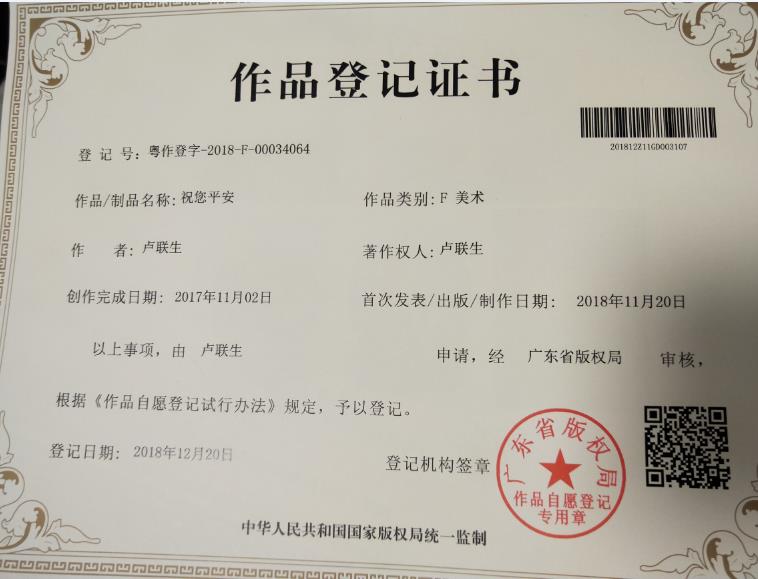 作品登记证书
201812Z11GD003107
登 记 号：粤作登字-2018-F-00034064
作品/制品名称：祝您平安 作品类别：F 美术
作 者：卢联生 著作权人：卢联生
创作完成日期：2017年11月02日 首次发表/出版/制作日期：2018年11月20日
以上事项，由 卢联生 申请，经 广东省版权局 审核，
根据《作品自愿登记试行办法》规定，予以登记。
登记日期：2018年12月20日
登记机构签章
广东省版权局
作品自愿登记
专用章
中华人民共和国国家版权局统一监制